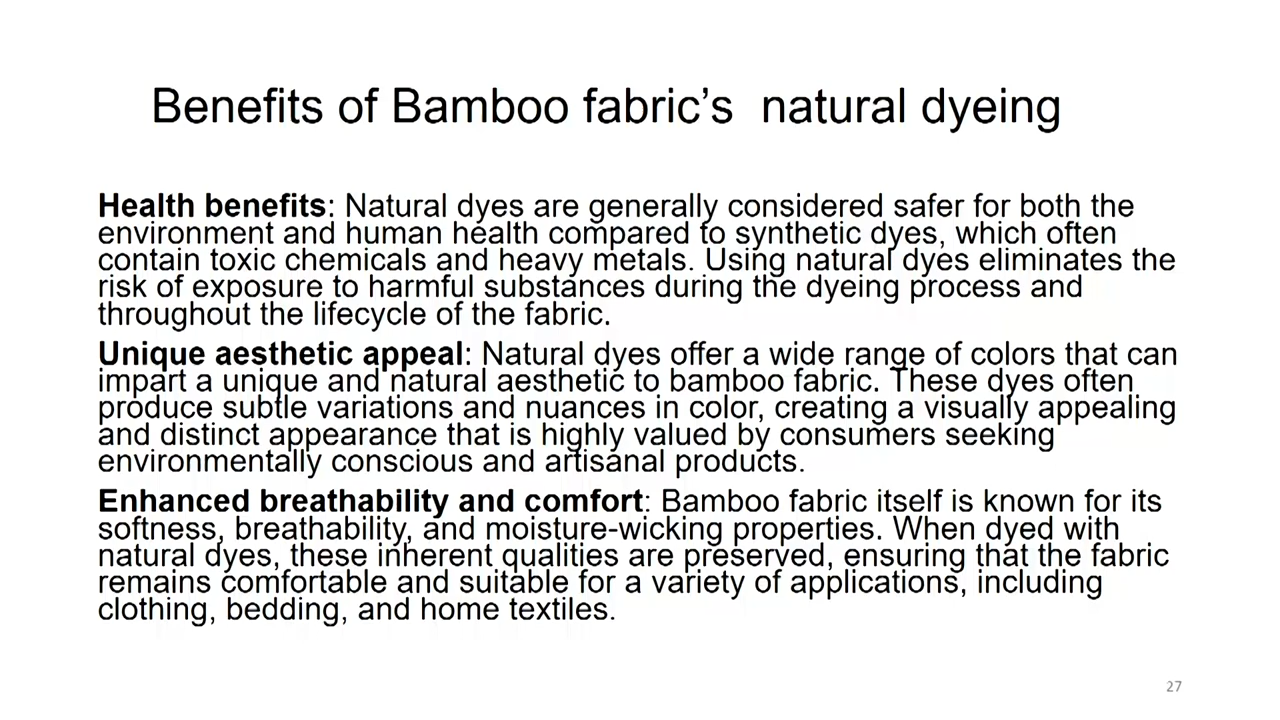 Benefits of Bamboo fabric’s  natural dyeing
Health benefits: Natural dyes are generally considered safer for both the
environment and human health compared to synthetic dyes, which often
contain toxic chemicals and heavy metals. Using natural dyes eliminates the
risk of exposure to harmful substances during the dyeing process and
throughout the lifecycle of the fabric.
Unique aesthetic appeal: Natural dyes offer a wide range of colors that can
impart a unique and natural aesthetic to bamboo fabric. These dyes often
produce subtle variations and nuances in color, creating a visually appealing
and distinct appearance that is highly valued by consumers seeking
environmentally conscious and artisanal products.
Enhanced breathability and comfort: Bamboo fabric itself is known for its
softness, breathability, and moisture-wicking properties. When dyed with
natural dyes, these inherent qualities are preserved, ensuring that the fabric
remains comfortable and suitable for a variety of applications, including
clothing, bedding, and home textiles.
27